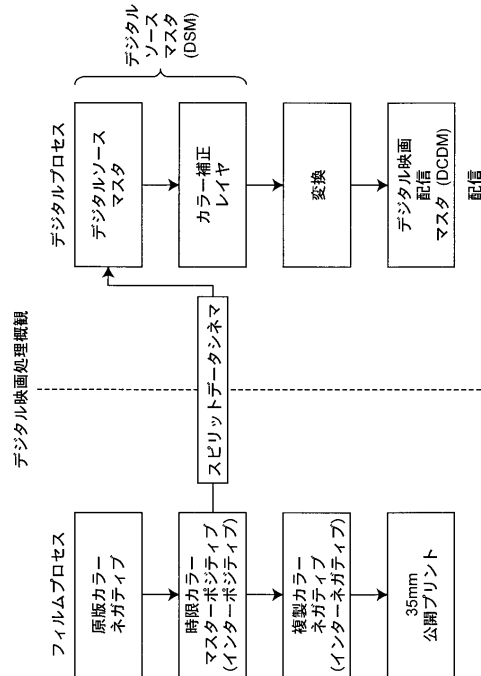 デジタル映画処理概観
フィルムプロセス
原版カラー
ネガティブ
時限カラー
マスターポジティブ
(インターポジティブ)
複製カラー
ネガティブ
(インターネガティブ)
35mm
公開プリント
スピリットデータシネマ
デジタルプロセス
デジタルソース
マスタ
カラー補正
レイヤ
変換
デジタル映画
配信
マスタ (DCDM)
配信
デジタル
ソース
マスタ
(DSM)